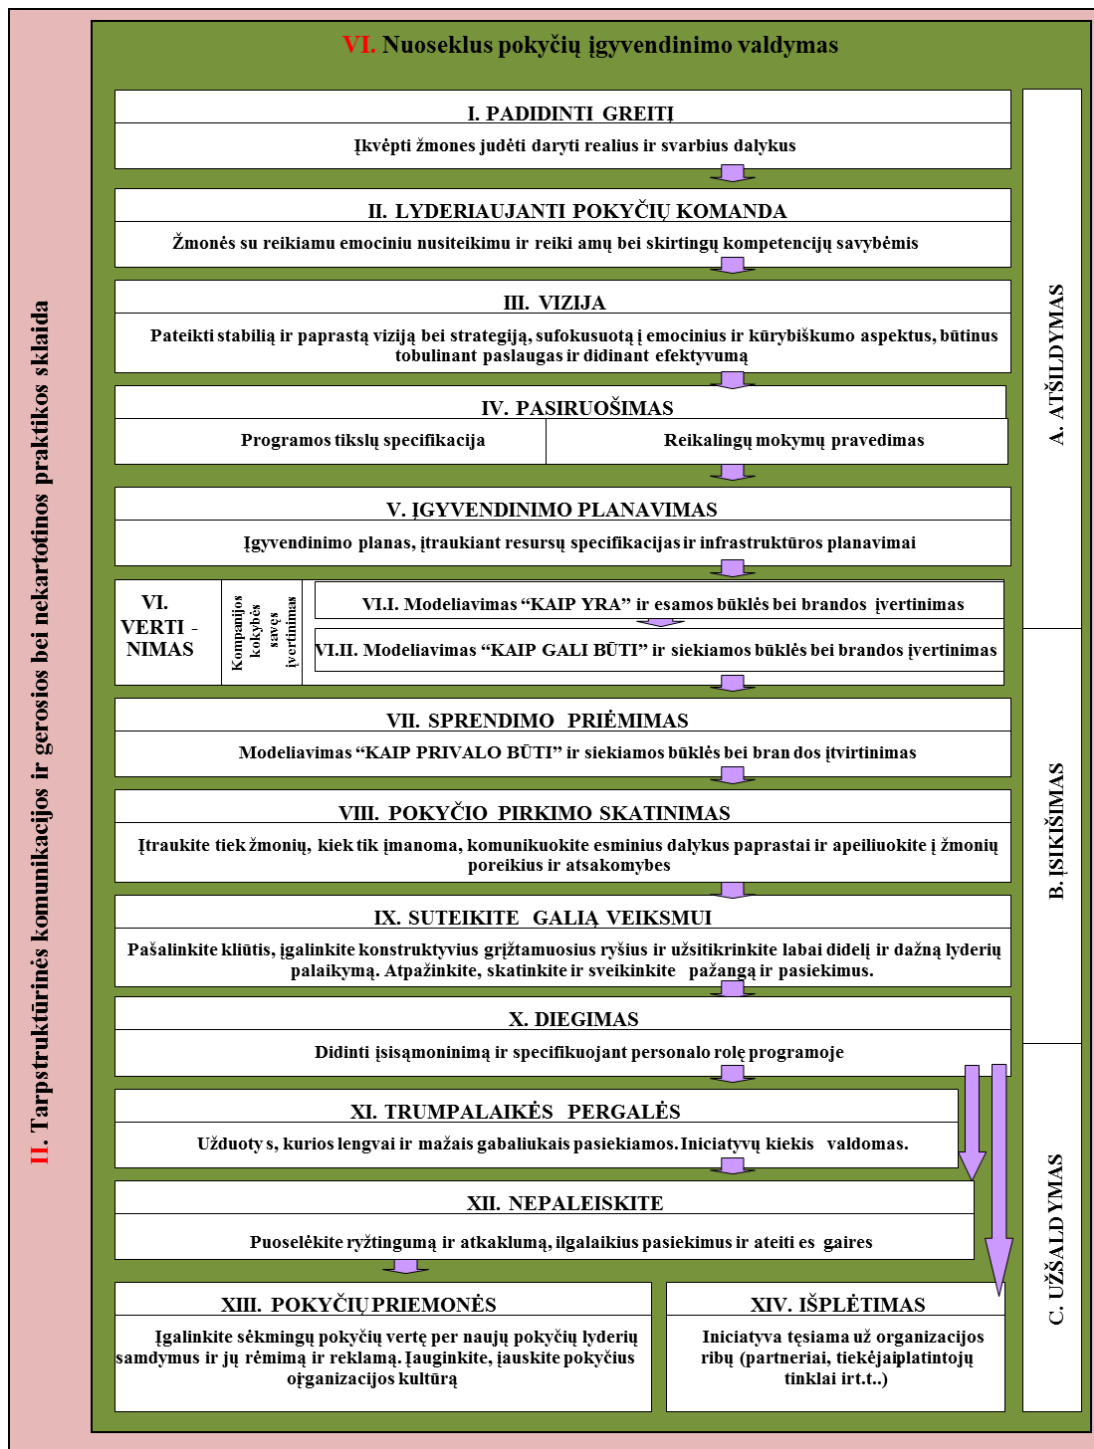 VI. Nuoseklus pokyčių įgyvendinimo valdymas
II. Tarpstruktūrinės komunikacijos ir gerosios bei nekartotinos praktikos sklaida
I. PADIDINTI GREITĮ
Įkvėpti žmones judėti daryti realius ir svarbius dalykus
II. LYDERIAUJANTI POKYČIŲ KOMANDA
Žmonės su reikiamu emociniu nusiteikimu ir reiki amų bei skirtingų kompetencijų savybėmis
III. VIZIJA
Pateikti stabilią ir paprastą viziją bei strategiją, sufokusuotą į emocinius ir kūrybiškumo aspektus, būtinus
tobulinant paslaugas ir didinant efektyvumą
IV. PASIRUOŠIMAS
Programos tikslų specifikacija
Reikalingų mokymų pravedimas
V. ĮGYVENDINIMO PLANAVIMAS
Įgyvendinimo planas, įtraukiant resursų specifikacijas ir infrastruktūros planavimai
VI.
VERTI -
NIMAS
Kompanijos
kokybės
savęs
įvertinimas
VI.I. Modeliavimas “KAIP YRA” ir esamos būklės bei brandos įvertinimas
VI.II. Modeliavimas “KAIP GALI BŪTI” ir siekiamos būklės bei brandos įvertinimas
VII. SPRENDIMO PRIĖMIMAS
Modeliavimas “KAIP PRIVALO BŪTI” ir siekiamos būklės bei bran dos įtvirtinimas
VIII. POKYČIO PIRKIMO SKATINIMAS
Įtraukite tiek žmonių, kiek tik įmanoma, komunikuokite esminius dalykus paprastai ir apeiliuokite į žmonių
poreikius ir atsakomybes
IX. SUTEIKITE GALIĄ VEIKSMUI
Pašalinkite kliūtis, įgalinkite konstruktyvius grįžtamuosius ryšius ir užsitikrinkite labai didelį ir dažną lyderių
palaikymą. Atpažinkite, skatinkite ir sveikinkite pažangą ir pasiekimus.
X. DIEGIMAS
Didinti įsisąmoninimą ir specifikuojant personalo rolę programoje
XI. TRUMPALAIKĖS PERGALĖS
Užduoty s, kurios lengvai ir mažais gabaliukais pasiekiamos. Iniciatyvų kiekis valdomas.
XII. NEPALEISKITE
Puoselėkite ryžtingumą ir atkaklumą, ilgalaikius pasiekimus ir ateiti es gaires
XIII. POKYČIŲ PRIEMONĖS
Įgalinkite sėkmingų pokyčių vertę per naujų pokyčių lyderių
samdymus ir jų rėmimą ir reklamą. Įauginkite, įauskite pokyčius
į organizacijos kultūrą
XIV. IŠPLĖTIMAS
Iniciatyva tęsiama už organizacijos
ribų (partneriai, tiekėjai, platintojų
tinklai ir t.t..)
A. ATŠILDYMAS
B. ĮSIKIŠIMAS
C. UŽŠALDYMAS